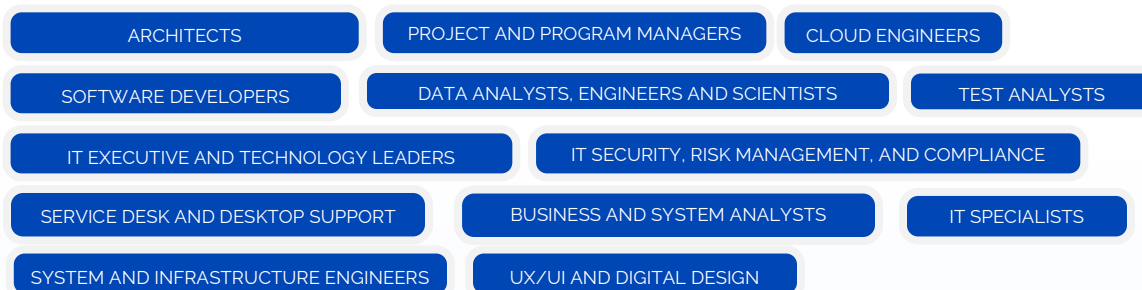 ARCHITECTS
PROJECT AND PROGRAM MANAGERS
CLOUD ENGINEERS
SOFTWARE DEVELOPERS
DATA ANALYSTS, ENGINEERS AND SCIENTISTS
TEST ANALYSTS
IT EXECUTIVE AND TECHNOLOGY LEADERS
IT SECURITY, RISK MANAGEMENT, AND COMPLIANCE
SERVICE DESK AND DESKTOP SUPPORT
BUSINESS AND SYSTEM ANALYSTS
IT SPECIALISTS
SYSTEM AND INFRASTRUCTURE ENGINEERS
UX/UI AND DIGITAL DESIGN